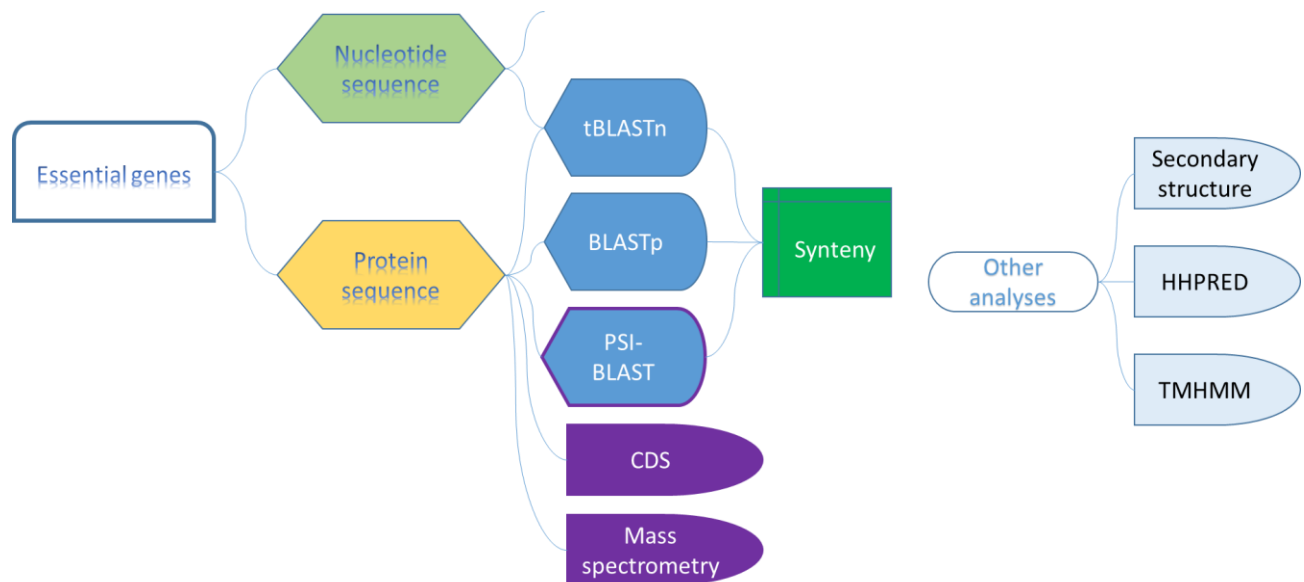 Essential genes
Nucleotide
sequence
Protein
sequence
tBLASTn
BLASTp
PSI-
BLAST
CDS
Mass
spectrometry
Synteny
Other
analyses
Secondary
structure
HHPRED
TMHMM